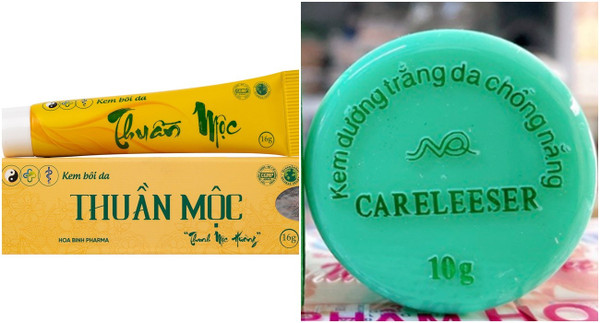 Kem bôi da
Thuần Mộc
16g
Kem bôi da
THUẦN MỘC
HOA BINH PHARMA
"Thanh Mộc Hương"
16g
Kem dưỡng trắng da chống nắng
CARELEESER
10g